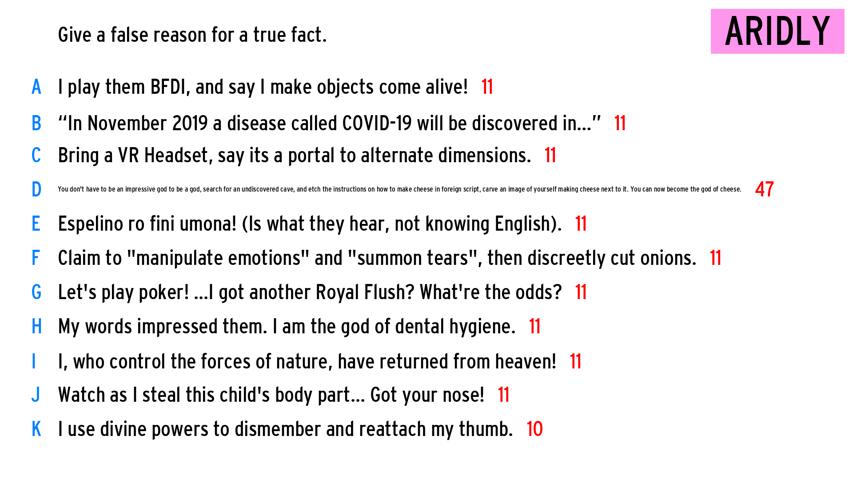 Give a false reason for a true fact.
ARIDLY
A I play them BFDI, and say I make objects come alive! 11
B “In November 2019 a disease called COVID-19 will be discovered in...” 11
C Bring a VR Headset, say its a portal to alternate dimensions. 11
D You don't have to be an impressive god to be a god, search for an undiscovered cave, and etch the instructions on how to make cheese in foreign script, carve an image of yourself making cheese next to it. You can now become the god of cheese. 47
E Espelino ro fini umona! (Is what they hear, not knowing English). 11
F Claim to "manipulate emotions" and "summon tears", then discreetly cut onions. 11
G Let's play poker! ...I got another Royal Flush? What're the odds? 11
H My words impressed them. I am the god of dental hygiene. 11
I I, who control the forces of nature, have returned from heaven! 11
J Watch as I steal this child's body part... Got your nose! 11
K I use divine powers to dismember and reattach my thumb. 10